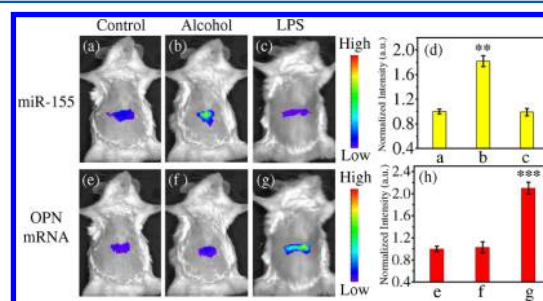 Control Alcohol LPS
(a) (b) (c) High (d)
miR-155
Low
Normalized Intensity (a.u.)
2.0
1.6
1.2
0.8
0.4
**
a b c
(e) (f) (g) High (h)
OPN
mRNA
Low
Normalized Intensity (a.u.)
2.4
2.0
1.6
1.2
0.8
0.4
***
e f g